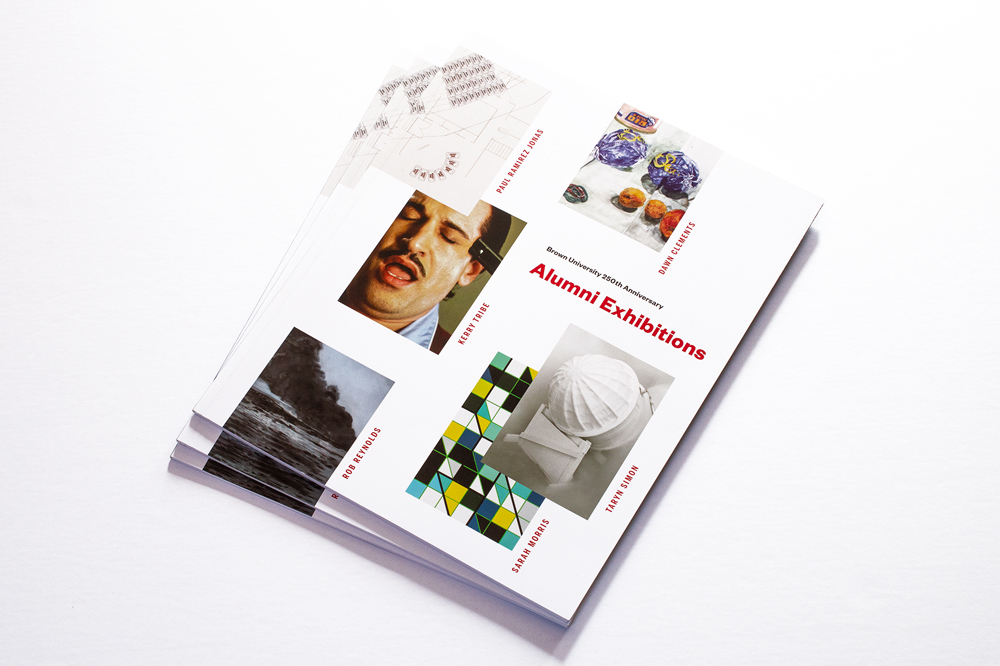 PAUL RAMIREZ JONAS
DAWN CLEMENTS
Brown University 250th Anniversary
Alumni Exhibitions
KERRY TRIBE
ROB REYNOLDS
R
TARYN SIMON
SARAH MORRIS